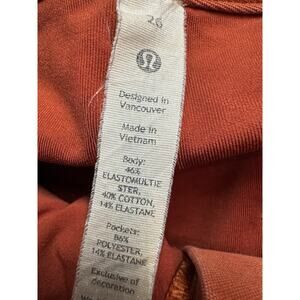 26
Designed in
Vancouver
Made in
Vietnam
Body:
46%
ELASTOMULTIE
STER,
40% COTTON,
14% ELASTANE
Pockets:
86%
POLYESTER,
14% ELASTANE
Exclusive of
decoration